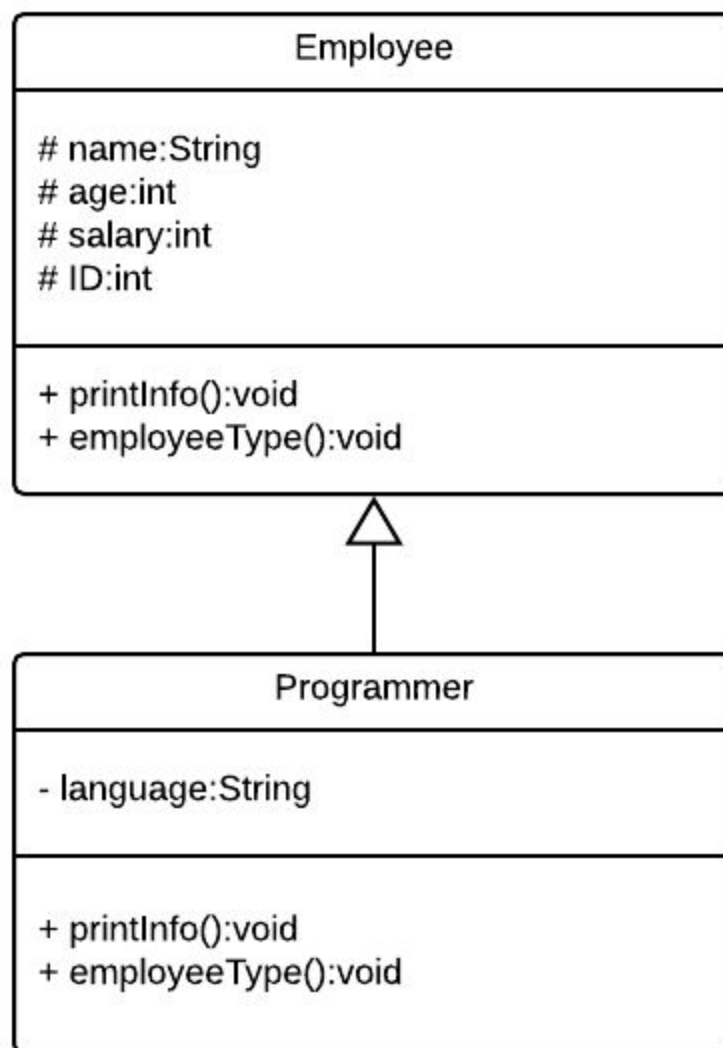 Employee
# name:String
# age:int
# salary:int
# ID:int
+ printInfo():void
+ employeeType():void
Programmer
- language:String
+ printInfo():void
+ employeeType():void